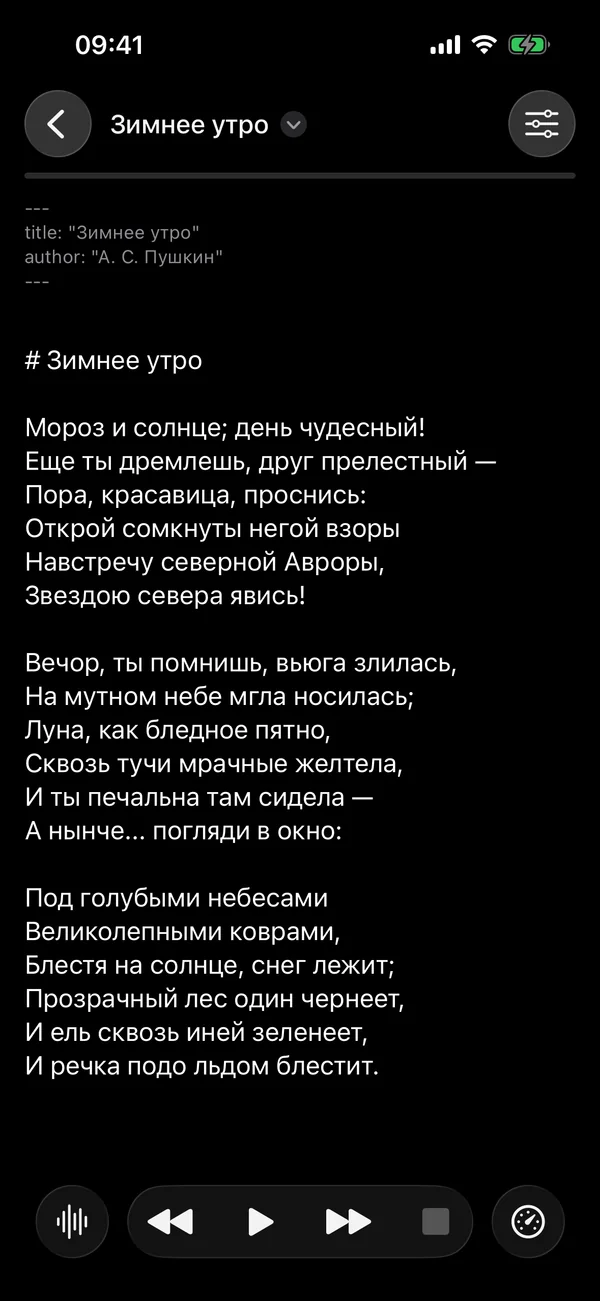 09:41
Зимнее утро
---
title: "Зимнее утро"
author: "А. С. Пушкин"
---
# Зимнее утро
Мороз и солнце; день чудесный!
Еще ты дремлешь, друг прелестный —
Пора, красавица, проснись:
Открой сомкнуты негой взоры
Навстречу северной Авроры,
Звездою севера явись!
Вечор, ты помнишь, вьюга злилась,
На мутном небе мгла носилась;
Луна, как бледное пятно,
Сквозь тучи мрачные желтела,
И ты печальна там сидела —
А нынче... погляди в окно:
Под голубыми небесами
Великолепными коврами,
Блестя на солнце, снег лежит;
Прозрачный лес один чернеет,
И ель сквозь иней зеленеет,
И речка подо льдом блестит.